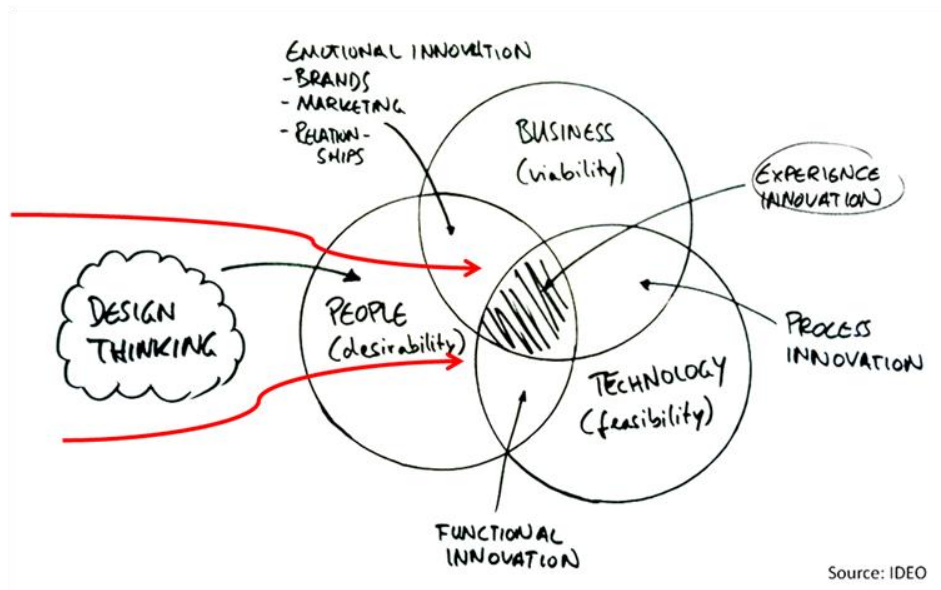 EMOTIONAL INNOVATION
- BRANDS
- MARKETING
- RELATION-
SHIPS
BUSINESS
(viability)
EXPERIENCE
INNOVATION
DESIGN
THINKING
PEOPLE
(desirability)
PROCESS
INNOVATION
TECHNOLOGY
(feasibility)
FUNCTIONAL
INNOVATION
Source: IDEO